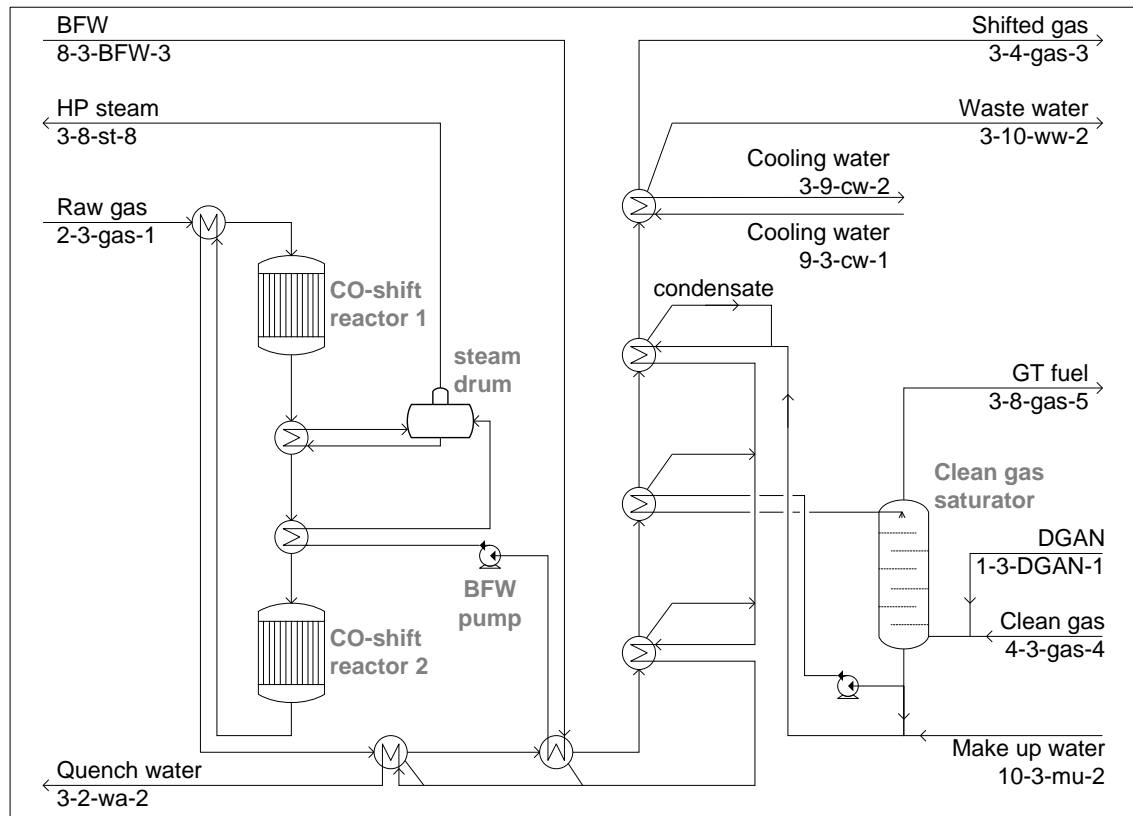 BFW
8-3-BFW-3
HP steam
3-8-st-8
Raw gas
2-3-gas-1
CO-shift
reactor 1
steam
drum
BFW
pump
CO-shift
reactor 2
Quench water
3-2-wa-2
Shifted gas
3-4-gas-3
Waste water
3-10-ww-2
Cooling water
3-9-cw-2
Cooling water
9-3-cw-1
condensate
GT fuel
3-8-gas-5
Clean gas
saturator
DGAN
1-3-DGAN-1
Clean gas
4-3-gas-4
Make up water
10-3-mu-2